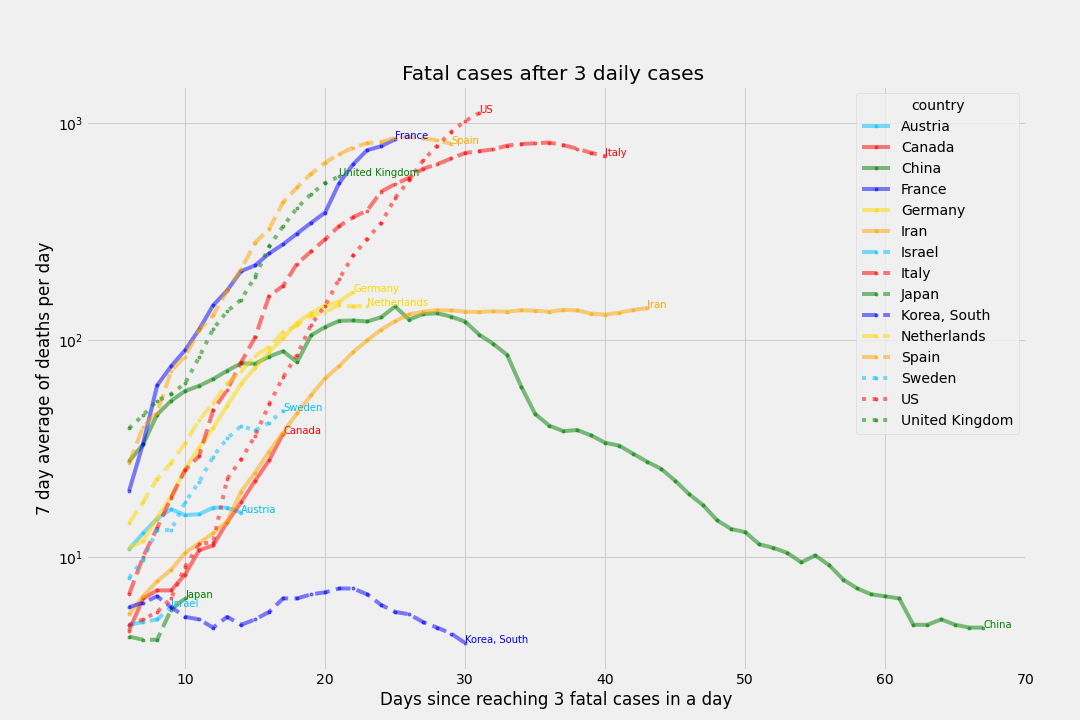 Fatal cases after 3 daily cases
7 day average of deaths per day
10³
10²
10¹
US
France
Spain
Italy
United Kingdom
Germany
Netherlands
Iran
Sweden
Canada
Austria
Japan
Israel
Korea, South
China
country
Austria
Canada
China
France
Germany
Iran
Israel
Italy
Japan
Korea, South
Netherlands
Spain
Sweden
US
United Kingdom
10 20 30 40 50 60 70
Days since reaching 3 fatal cases in a day